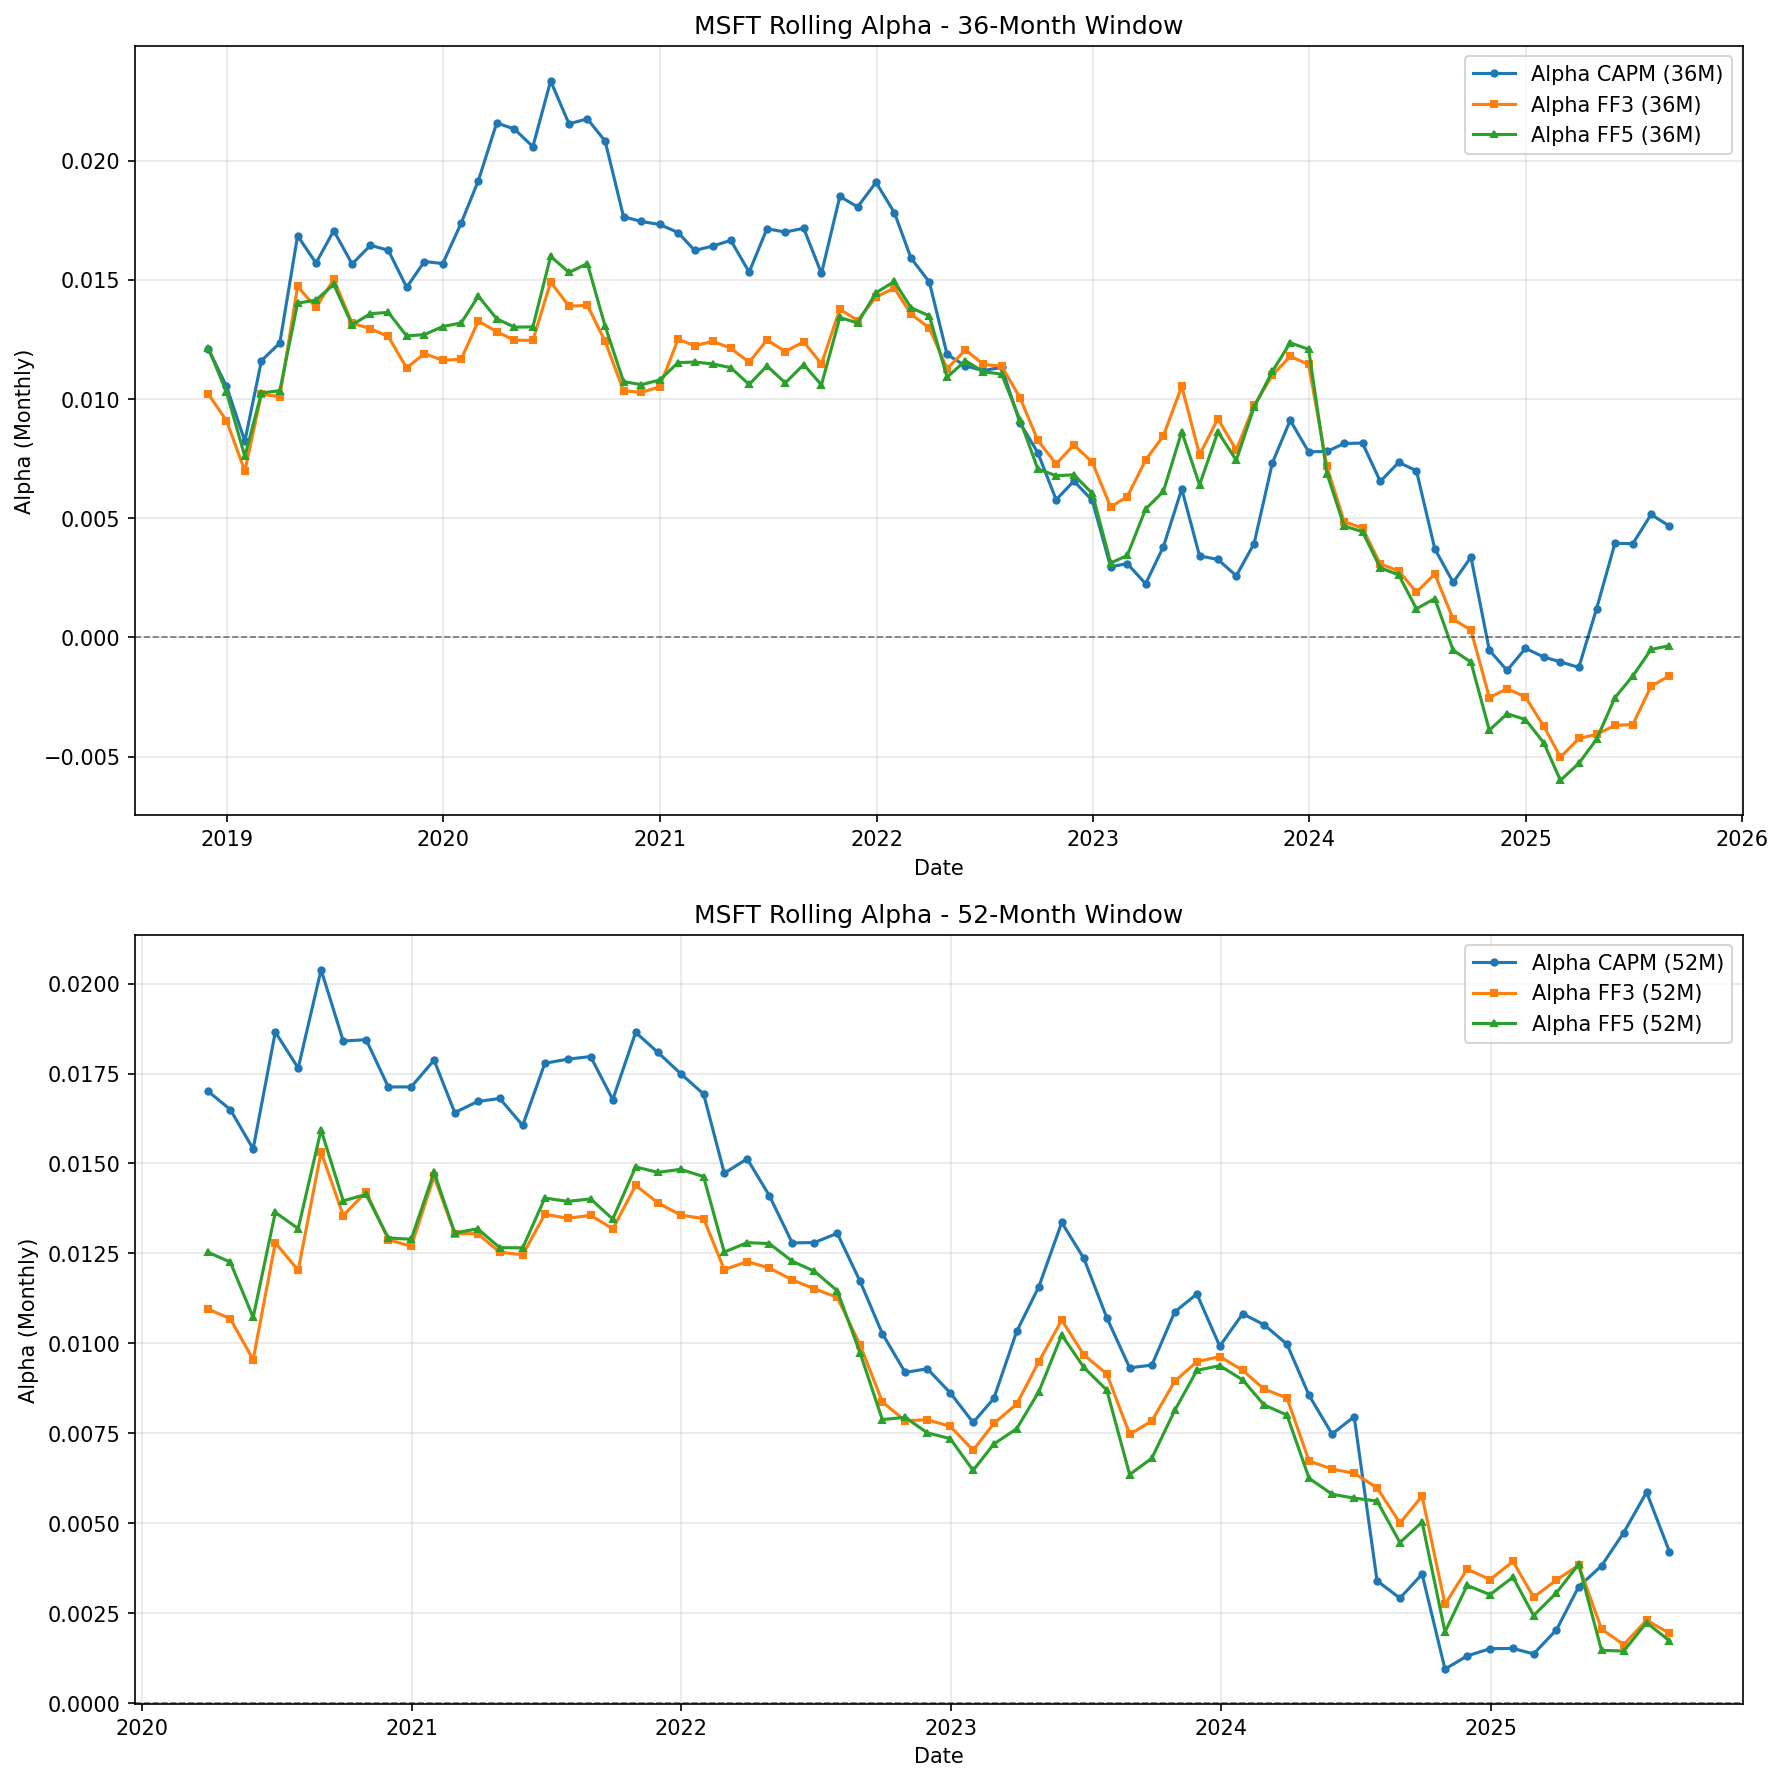 MSFT Rolling Alpha - 36-Month Window
Alpha CAPM (36M)
Alpha FF3 (36M)
Alpha FF5 (36M)
Alpha (Monthly)
0.020
0.015
0.010
0.005
0.000
−0.005
2019 2020 2021 2022 2023 2024 2025 2026
Date
MSFT Rolling Alpha - 52-Month Window
Alpha CAPM (52M)
Alpha FF3 (52M)
Alpha FF5 (52M)
Alpha (Monthly)
0.0200
0.0175
0.0150
0.0125
0.0100
0.0075
0.0050
0.0025
0.0000
2020 2021 2022 2023 2024 2025
Date